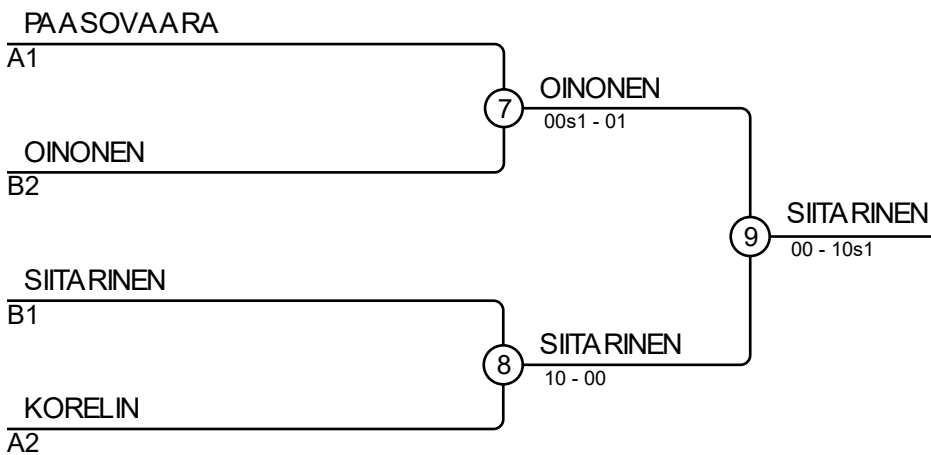 PAASOVAARA
A1
7
OINONEN
00s1 - 01
OINONEN
B2
9
SIITARINEN
00 - 10s1
SIITARINEN
B1
8
SIITARINEN
10 - 00
KORELIN
A2